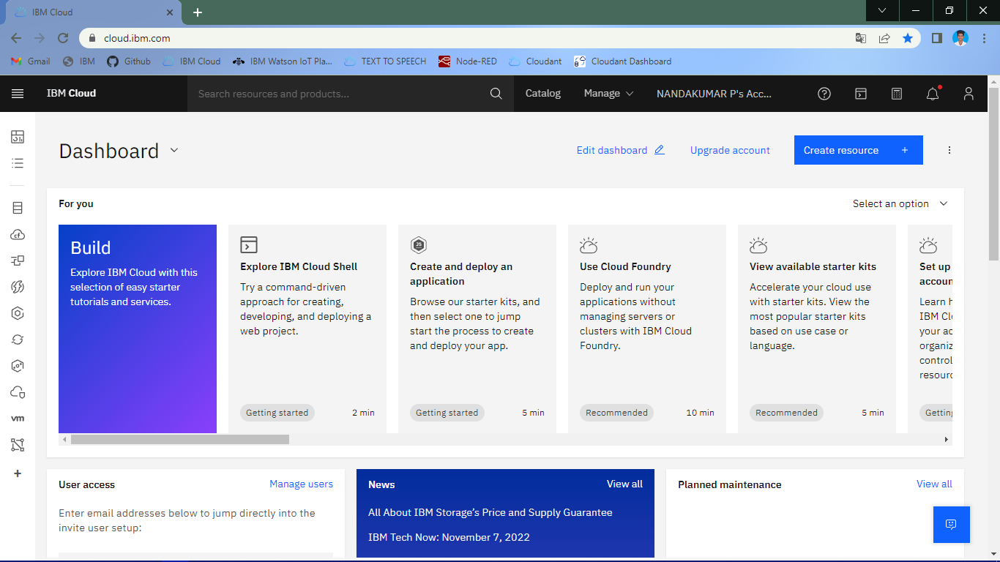 IBM Cloud
cloud.ibm.com
Gmail IBM Github IBM Cloud IBM Watson IoT Pla... TEXT TO SPEECH Node-RED Cloudant Cloudant Dashboard
IBM Cloud Search resources and products... Catalog Manage NANDAKUMAR P's Acc...
Dashboard Edit dashboard Upgrade account Create resource +
For you Select an option
Build
Explore IBM Cloud with this
selection of easy starter
tutorials and services.
Explore IBM Cloud Shell
Try a command-driven
approach for creating,
developing, and deploying a
web project.
Getting started 2 min
JS
Create and deploy an
application
Browse our starter kits, and
then select one to jump
start the process to create
and deploy your app.
Getting started 5 min
Use Cloud Foundry
Deploy and run your
applications without
managing servers or
clusters with IBM Cloud
Foundry.
Recommended 10 min
View available starter kits
Accelerate your cloud use
with starter kits. View the
most popular starter kits
based on use case or
language.
Recommended 5 min
Set up
accoun
Learn h
IBM Cl
your ac
organiz
control
resourc
Getting
cf
vm
User access Manage users
Enter email addresses below to jump directly into the
invite user setup:
News View all
All About IBM Storage's Price and Supply Guarantee
IBM Tech Now: November 7, 2022
Planned maintenance View all